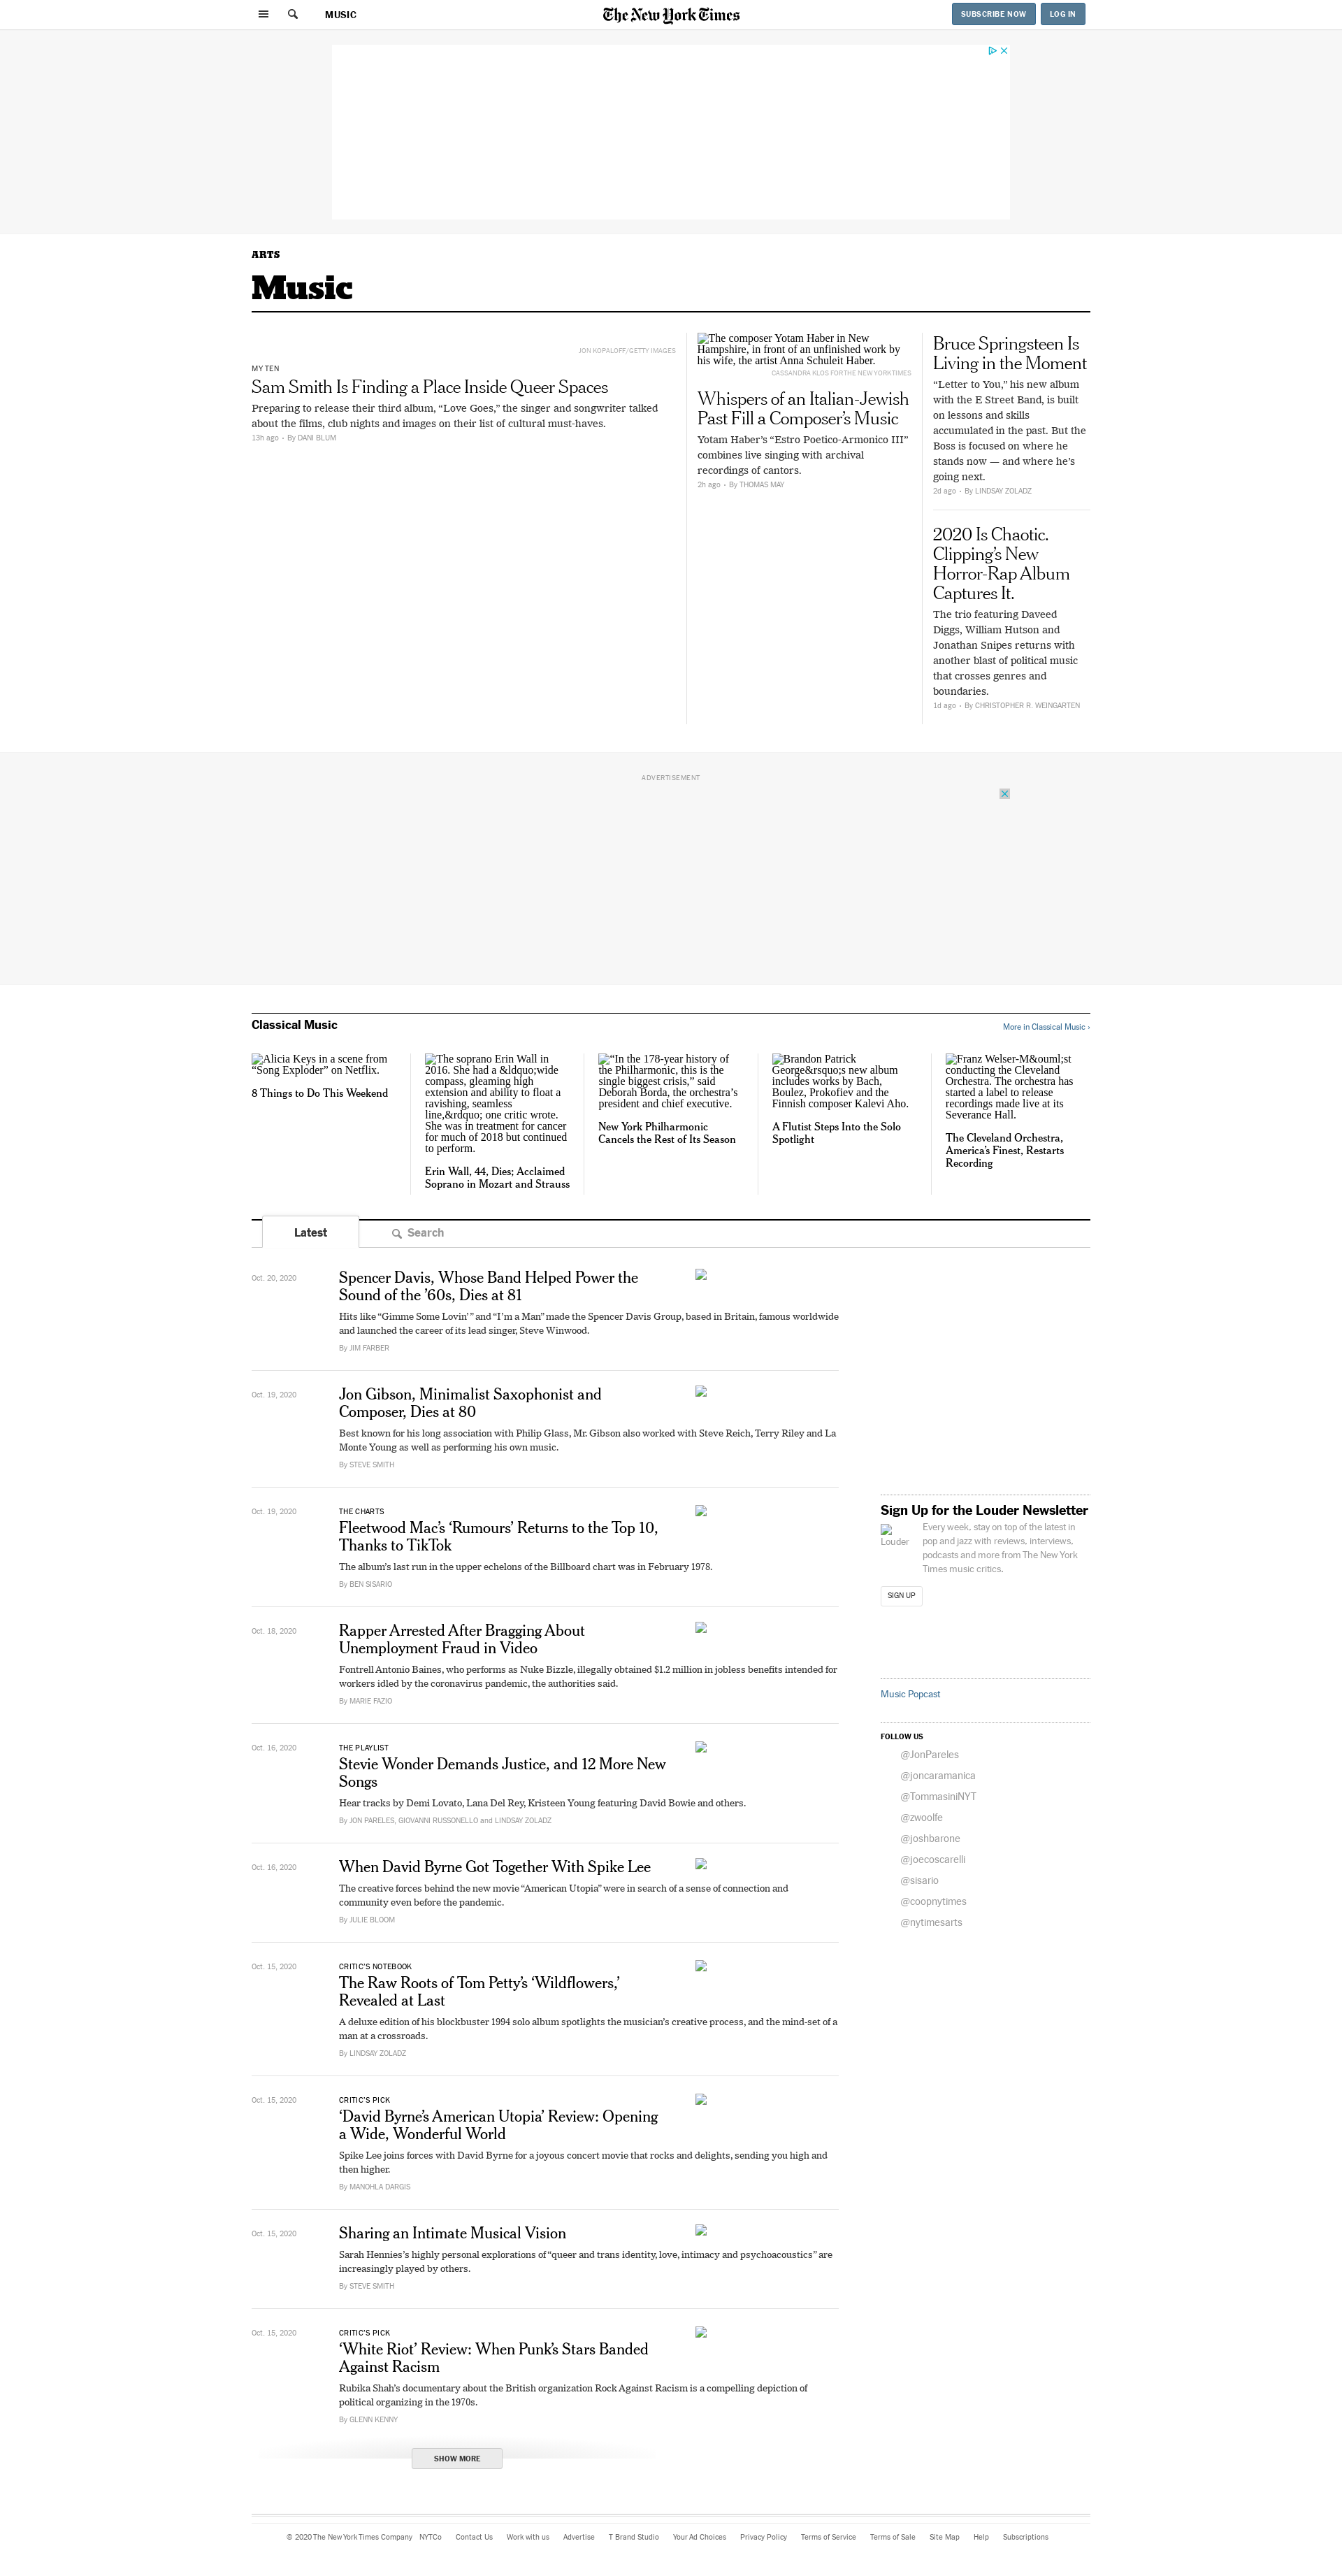 MUSIC
The New York Times
SUBSCRIBE NOW
LOG IN
ARTS
Music
JON KOPALOFF/GETTY IMAGES
MY TEN
Sam Smith Is Finding a Place Inside Queer Spaces
Preparing to release their third album, “Love Goes,” the singer and songwriter talked
about the films, club nights and images on their list of cultural must-haves.
13h ago • By DANI BLUM
The composer Yotam Haber in New
Hampshire, in front of an unfinished work by
his wife, the artist Anna Schuleit Haber.
CASSANDRA KLOS FOR THE NEW YORK TIMES
Whispers of an Italian-Jewish
Past Fill a Composer’s Music
Yotam Haber’s “Estro Poetico-Armonico III”
combines live singing with archival
recordings of cantors.
2h ago • By THOMAS MAY
Bruce Springsteen Is
Living in the Moment
“Letter to You,” his new album
with the E Street Band, is built
on lessons and skills
accumulated in the past. But the
Boss is focused on where he
stands now — and where he’s
going next.
2d ago • By LINDSAY ZOLADZ
2020 Is Chaotic.
Clipping’s New
Horror-Rap Album
Captures It.
The trio featuring Daveed
Diggs, William Hutson and
Jonathan Snipes returns with
another blast of political music
that crosses genres and
boundaries.
1d ago • By CHRISTOPHER R. WEINGARTEN
ADVERTISEMENT
Classical Music
More in Classical Music ›
Alicia Keys in a scene from
“Song Exploder” on Netflix.
8 Things to Do This Weekend
The soprano Erin Wall in
2016. She had a &ldquo;wide
compass, gleaming high
extension and ability to float a
ravishing, seamless
line,&rdquo; one critic wrote.
She was in treatment for cancer
for much of 2018 but continued
to perform.
Erin Wall, 44, Dies; Acclaimed
Soprano in Mozart and Strauss
“In the 178-year history of
the Philharmonic, this is the
single biggest crisis,” said
Deborah Borda, the orchestra’s
president and chief executive.
New York Philharmonic
Cancels the Rest of Its Season
Brandon Patrick
George&rsquo;s new album
includes works by Bach,
Boulez, Prokofiev and the
Finnish composer Kalevi Aho.
A Flutist Steps Into the Solo
Spotlight
Franz Welser-M&ouml;st
conducting the Cleveland
Orchestra. The orchestra has
started a label to release
recordings made live at its
Severance Hall.
The Cleveland Orchestra,
America’s Finest, Restarts
Recording
Latest
Search
Oct. 20, 2020
Spencer Davis, Whose Band Helped Power the
Sound of the ’60s, Dies at 81
Hits like “Gimme Some Lovin’ ” and “I’m a Man” made the Spencer Davis Group, based in Britain, famous worldwide
and launched the career of its lead singer, Steve Winwood.
By JIM FARBER
Oct. 19, 2020
Jon Gibson, Minimalist Saxophonist and
Composer, Dies at 80
Best known for his long association with Philip Glass, Mr. Gibson also worked with Steve Reich, Terry Riley and La
Monte Young as well as performing his own music.
By STEVE SMITH
Oct. 19, 2020
THE CHARTS
Fleetwood Mac’s ‘Rumours’ Returns to the Top 10,
Thanks to TikTok
The album’s last run in the upper echelons of the Billboard chart was in February 1978.
By BEN SISARIO
Oct. 18, 2020
Rapper Arrested After Bragging About
Unemployment Fraud in Video
Fontrell Antonio Baines, who performs as Nuke Bizzle, illegally obtained $1.2 million in jobless benefits intended for
workers idled by the coronavirus pandemic, the authorities said.
By MARIE FAZIO
Oct. 16, 2020
THE PLAYLIST
Stevie Wonder Demands Justice, and 12 More New
Songs
Hear tracks by Demi Lovato, Lana Del Rey, Kristeen Young featuring David Bowie and others.
By JON PARELES, GIOVANNI RUSSONELLO and LINDSAY ZOLADZ
Oct. 16, 2020
When David Byrne Got Together With Spike Lee
The creative forces behind the new movie “American Utopia” were in search of a sense of connection and
community even before the pandemic.
By JULIE BLOOM
Oct. 15, 2020
CRITIC’S NOTEBOOK
The Raw Roots of Tom Petty’s ‘Wildflowers,’
Revealed at Last
A deluxe edition of his blockbuster 1994 solo album spotlights the musician’s creative process, and the mind-set of a
man at a crossroads.
By LINDSAY ZOLADZ
Oct. 15, 2020
CRITIC’S PICK
‘David Byrne’s American Utopia’ Review: Opening
a Wide, Wonderful World
Spike Lee joins forces with David Byrne for a joyous concert movie that rocks and delights, sending you high and
then higher.
By MANOHLA DARGIS
Oct. 15, 2020
Sharing an Intimate Musical Vision
Sarah Hennies’s highly personal explorations of “queer and trans identity, love, intimacy and psychoacoustics” are
increasingly played by others.
By STEVE SMITH
Oct. 15, 2020
CRITIC’S PICK
‘White Riot’ Review: When Punk’s Stars Banded
Against Racism
Rubika Shah’s documentary about the British organization Rock Against Racism is a compelling depiction of
political organizing in the 1970s.
By GLENN KENNY
SHOW MORE
Sign Up for the Louder Newsletter
Louder
Every week, stay on top of the latest in
pop and jazz with reviews, interviews,
podcasts and more from The New York
Times music critics.
SIGN UP
Music Popcast
FOLLOW US
@JonPareles
@joncaramanica
@TommasiniNYT
@zwoolfe
@joshbarone
@joecoscarelli
@sisario
@coopnytimes
@nytimesarts
© 2020 The New York Times Company NYTCo Contact Us Work with us Advertise T Brand Studio Your Ad Choices Privacy Policy Terms of Service Terms of Sale Site Map Help Subscriptions